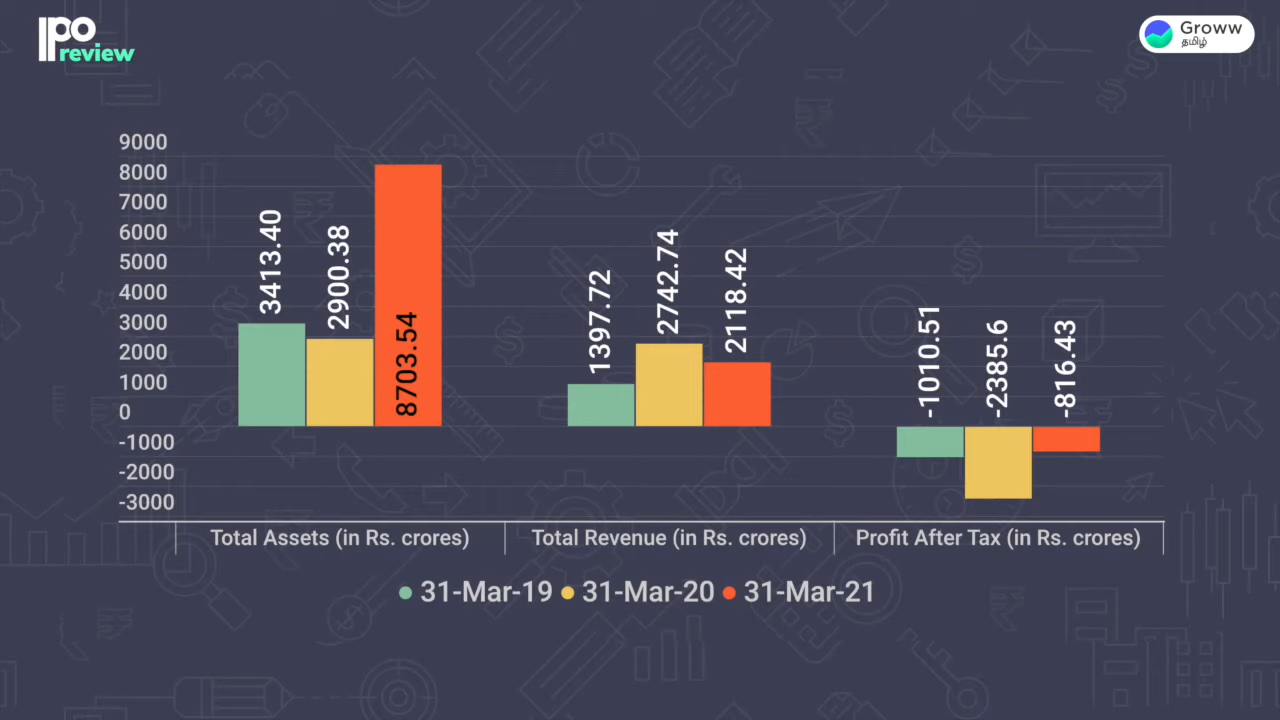 IPO
review
Groww
தமிழ்
9000
8000
7000
6000
5000
4000
3000
2000
1000
0
-1000
-2000
-3000
3413.40
2900.38
8703.54
1397.72
2742.74
2118.42
-1010.51
-2385.6
-816.43
Total Assets (in Rs. crores)
Total Revenue (in Rs. crores)
Profit After Tax (in Rs. crores)
31-Mar-19
31-Mar-20
31-Mar-21